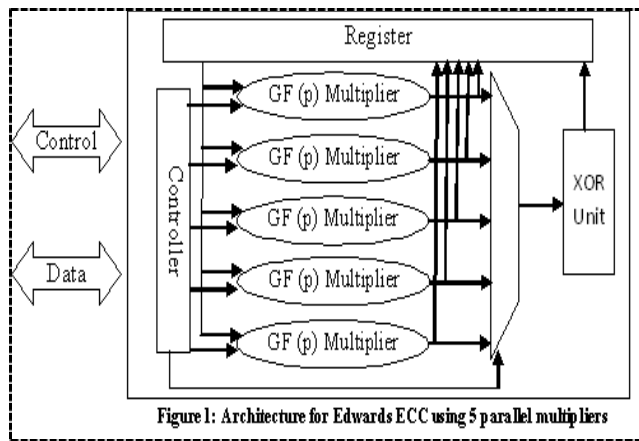 Register
GF (p) Multiplier
GF (p) Multiplier
Control
Controller
XOR
Unit
GF (p) Multiplier
Data
GF (p) Multiplier
GF (p) Multiplier
Figure 1: Architecture for Edwards ECC using 5 parallel multipliers